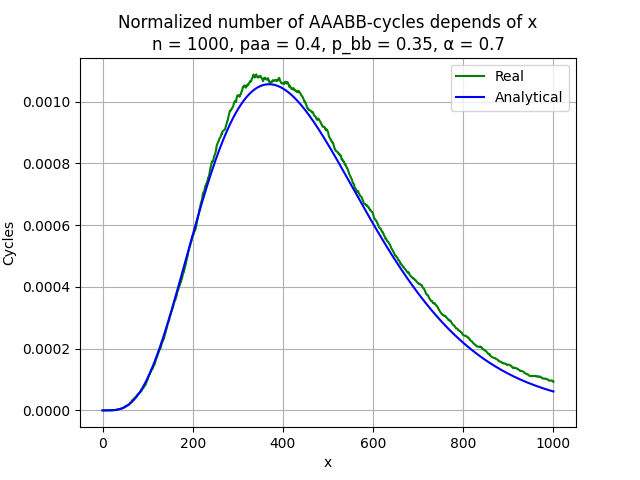 Normalized number of AAABB-cycles depends of x
n = 1000, paa = 0.4, p_bb = 0.35, α = 0.7
Real
Analytical
0.0010
0.0008
0.0006
0.0004
0.0002
0.0000
Cycles
0 200 400 600 800 1000
x